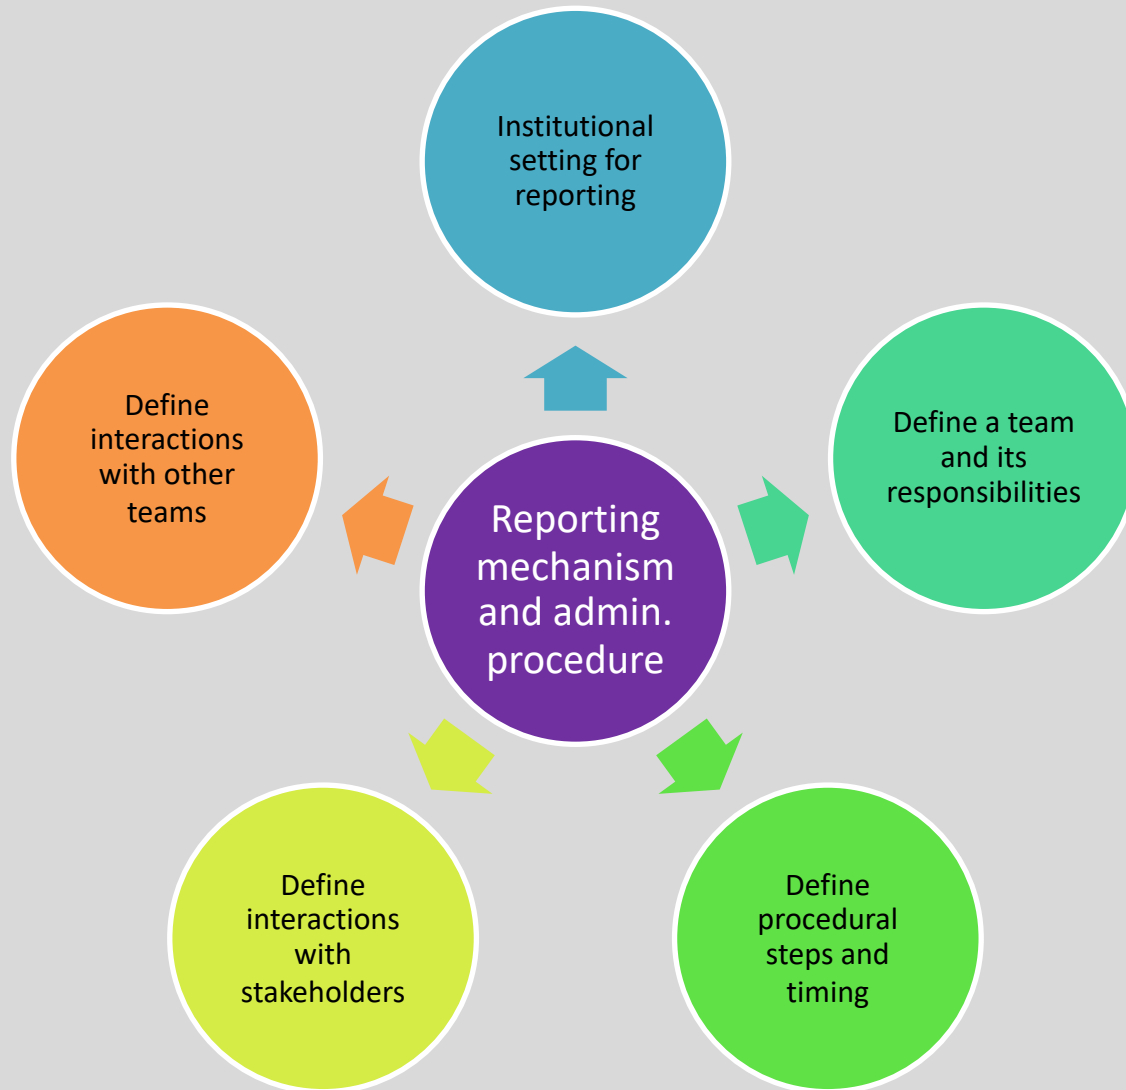 Institutional
setting for
reporting
Define a team
and its
responsibilities
Define
procedural
steps and
timing
Define
interactions
with
stakeholders
Define
interactions
with other
teams
Reporting
mechanism
and admin.
procedure